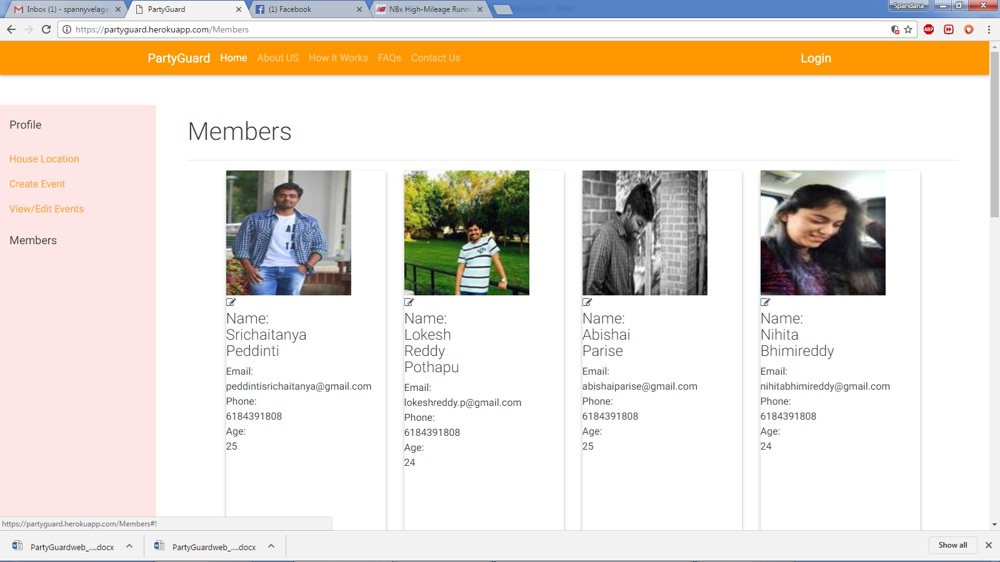 Inbox (1) - spannyvelaga
PartyGuard
(1) Facebook
NBx High-Mileage Runni
Spandana
https://partyguard.herokuapp.com/Members
ABP
PartyGuard Home About US How It Works FAQs Contact Us Login
Profile
House Location
Create Event
View/Edit Events
Members
Members
Name:
Srichaitanya
Peddinti
Email:
peddintisrichaitanya@gmail.com
Phone:
6184391808
Age:
25
Name:
Lokesh
Reddy
Pothapu
Email:
lokeshreddy.p@gmail.com
Phone:
6184391808
Age:
24
Name:
Abishai
Parise
Email:
abishaiparise@gmail.com
Phone:
6184391808
Age:
25
Name:
Nihita
Bhimireddy
Email:
nihitabhimireddy@gmail.com
Phone:
6184391808
Age:
24
https://partyguard.herokuapp.com/Members#!
PartyGuardweb_....docx
PartyGuardweb_....docx
Show all